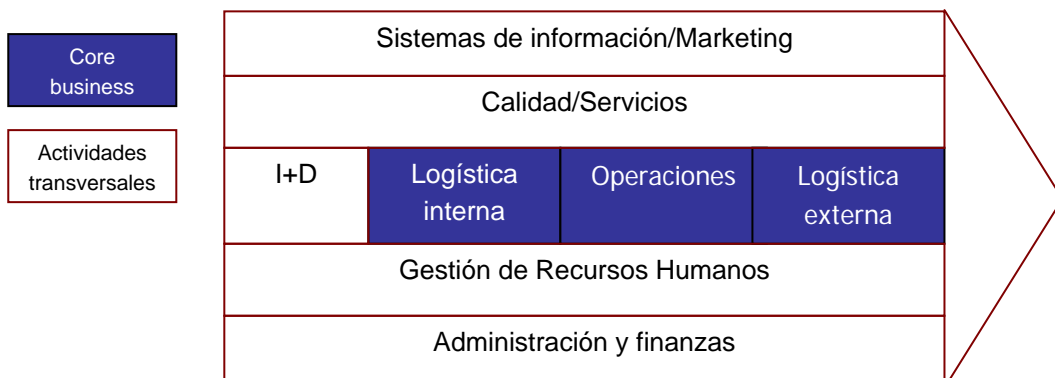 Core
business
Actividades
transversales
Sistemas de información/Marketing
Calidad/Servicios
I+D
Logística
interna
Operaciones
Logística
externa
Gestión de Recursos Humanos
Administración y finanzas